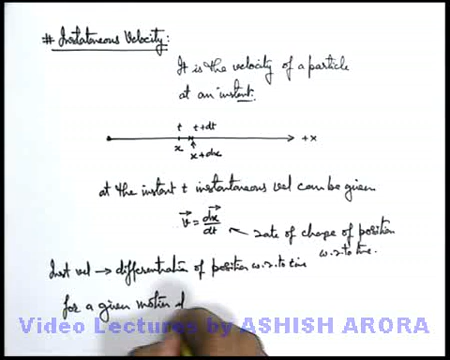 # Instataneous Velocity:
It is the velocity of a particle
at an instant.
t t+dt
x x+dx +x
at the instant t instantaneous vel can be given
v⃗ = dx⃗/dt rate of change of position
w.r.to time.
Inst vel → differentiation of position w.r.to time
for a given motion
Video Lectures by ASHISH ARORA